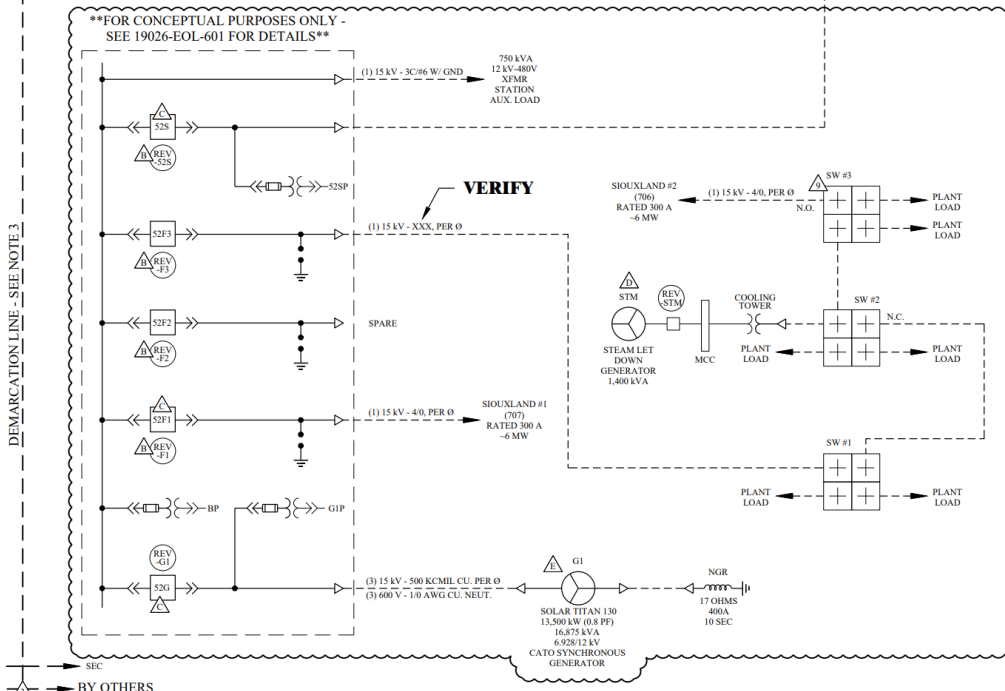 **FOR CONCEPTUAL PURPOSES ONLY -
SEE 19026-EOL-601 FOR DETAILS**
DEMARCATION LINE - SEE NOTE 3
(1) 15 kV - 3C/#6 W/ GND
750 kVA
12 kV-480V
XFMR
STATION
AUX. LOAD
C
52S
B
REV
-52S
52SP
VERIFY
52F3
(1) 15 kV - XXX, PER Ø
B
REV
-F3
52F2
SPARE
B
REV
-F2
C
52F1
(1) 15 kV - 4/0, PER Ø
SIOUXLAND #1
(707)
RATED 300 A
~6 MW
B
REV
-F1
BP
G1P
REV
-G1
52G
C
(3) 15 kV - 500 KCMIL CU. PER Ø
(3) 600 V - 1/0 AWG CU. NEUT.
E
G1
SOLAR TITAN 130
13,500 kW (0.8 PF)
16,875 kVA
6.928/12 kV
CATO SYNCHRONOUS
GENERATOR
NGR
17 OHMS
400A
10 SEC
SIOUXLAND #2
(706)
RATED 300 A
~6 MW
(1) 15 kV - 4/0, PER Ø
9
SW #3
N.O.
PLANT
LOAD
PLANT
LOAD
D
STM
REV
-STM
STEAM LET
DOWN
GENERATOR
1,400 kVA
MCC
COOLING
TOWER
SW #2
N.C.
PLANT
LOAD
PLANT
LOAD
SW #1
PLANT
LOAD
PLANT
LOAD
SEC
BY OTHERS